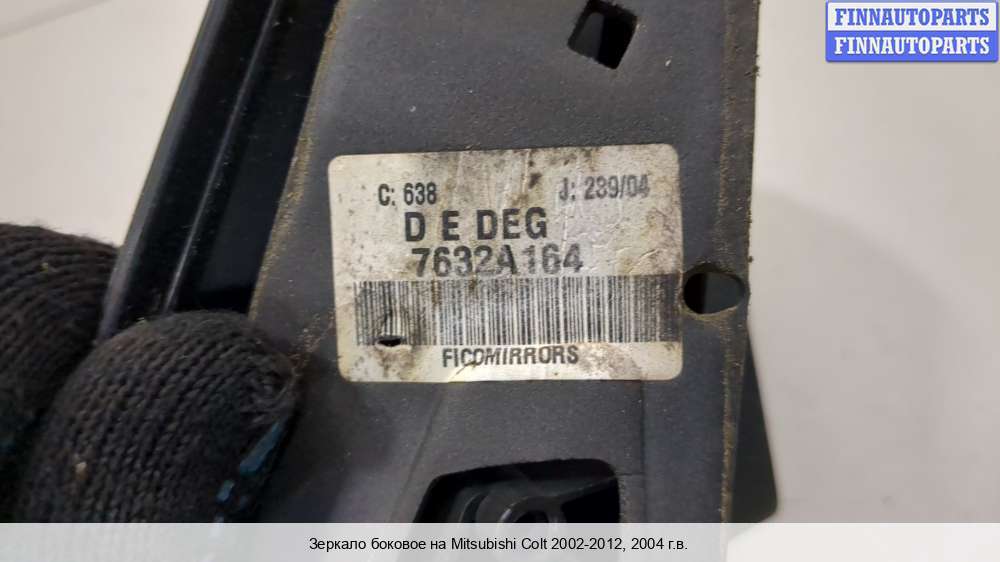 FINNAUTOPARTS
FINNAUTOPARTS
C: 638 J: 239/04
D E DEG
7632A164
FICOMIRRORS
Зеркало боковое на Mitsubishi Colt 2002-2012, 2004 г.в.